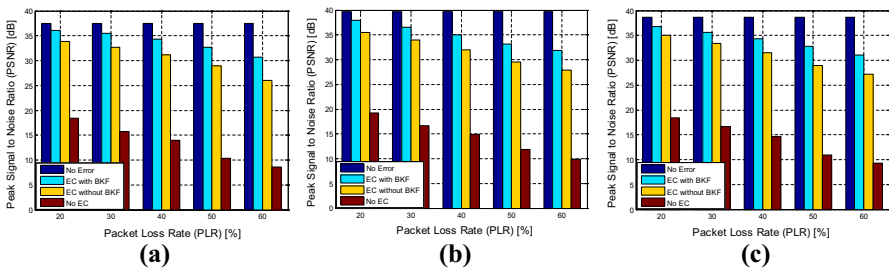 Peak Signal to Noise Ratio (PSNR) [dB]
40
35
30
25
20
15
10
5
0
No Error
EC with BKF
EC without BKF
No EC
20 30 40 50 60
Packet Loss Rate (PLR) [%]
(a)
Peak Signal to Noise Ratio (PSNR) [dB]
40
35
30
25
20
15
10
5
0
No Error
EC with BKF
EC without BKF
No EC
20 30 40 50 60
Packet Loss Rate (PLR) [%]
(b)
Peak Signal to Noise Ratio (PSNR) [dB]
40
35
30
25
20
15
10
5
0
No Error
EC with BKF
EC without BKF
No EC
20 30 40 50 60
Packet Loss Rate (PLR) [%]
(c)